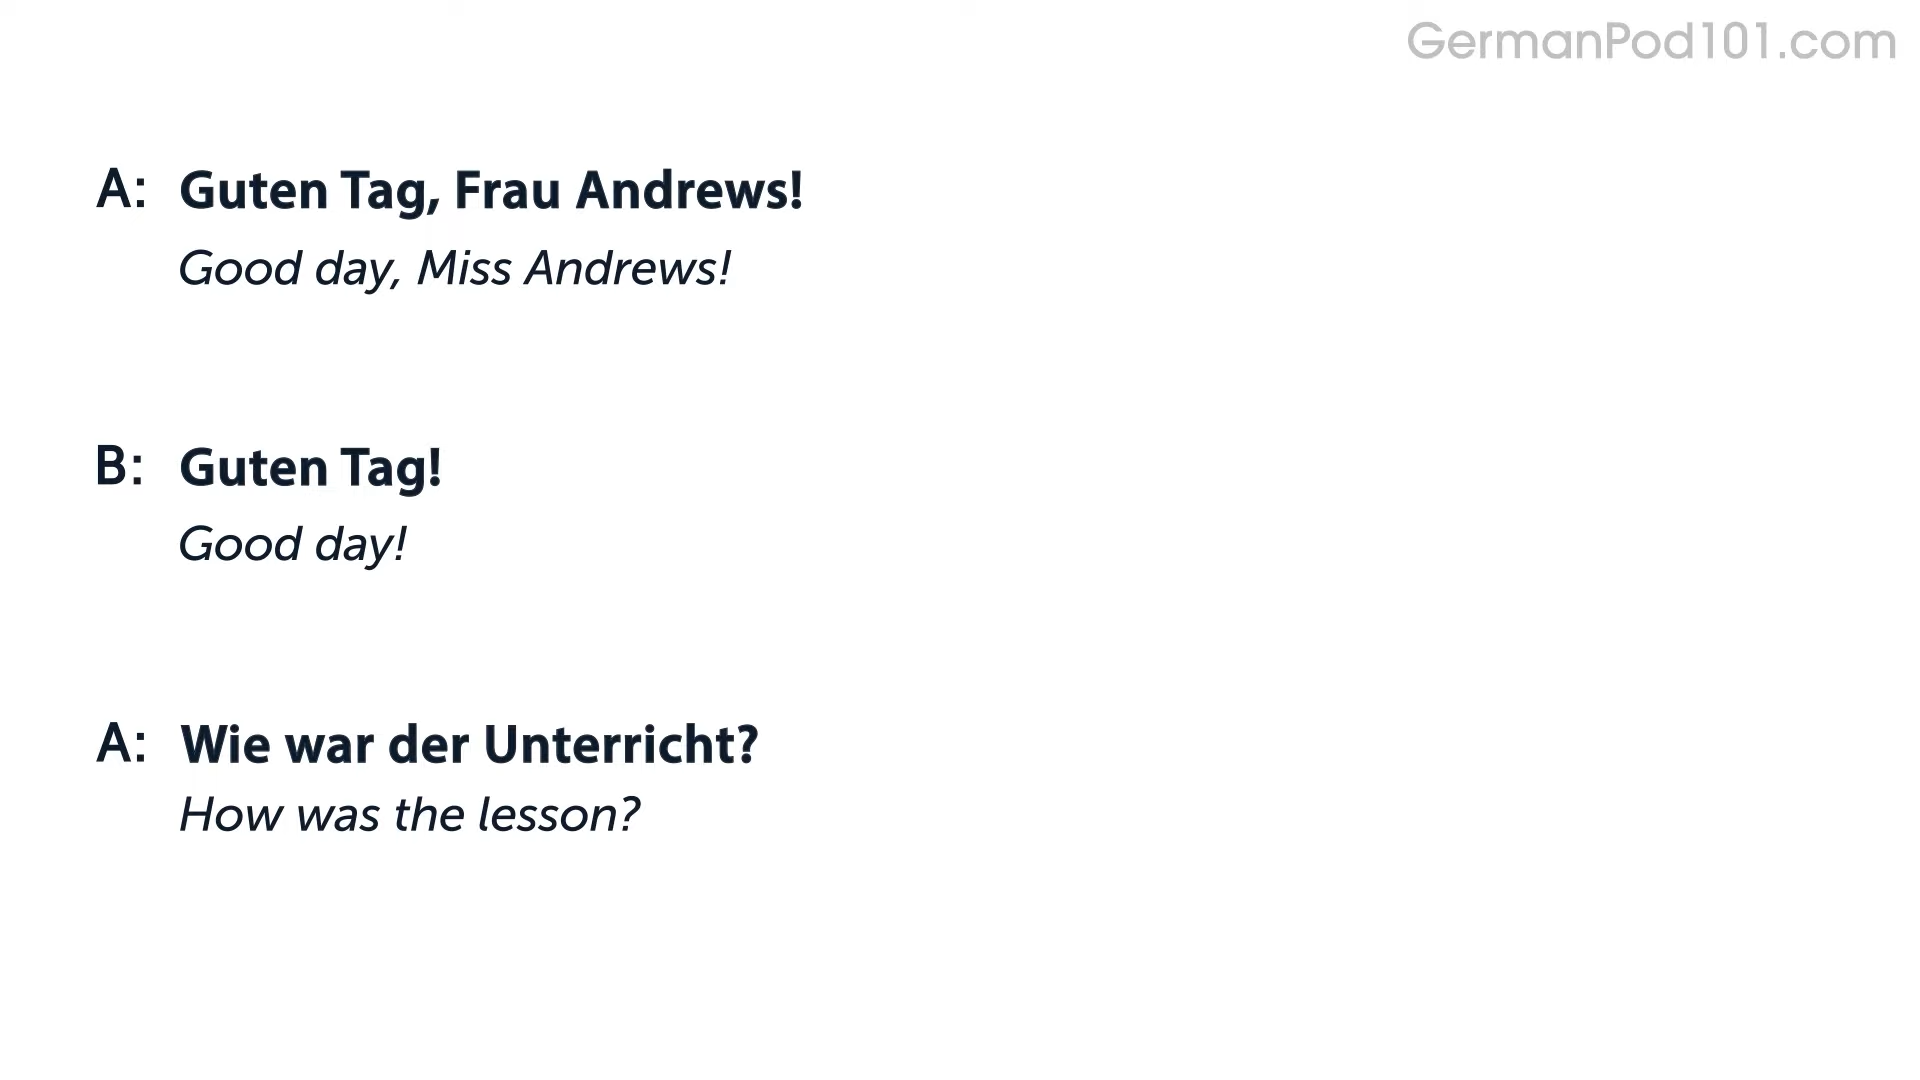 GermanPod101.com
A: Guten Tag, Frau Andrews!
Good day, Miss Andrews!
B: Guten Tag!
Good day!
A: Wie war der Unterricht?
How was the lesson?